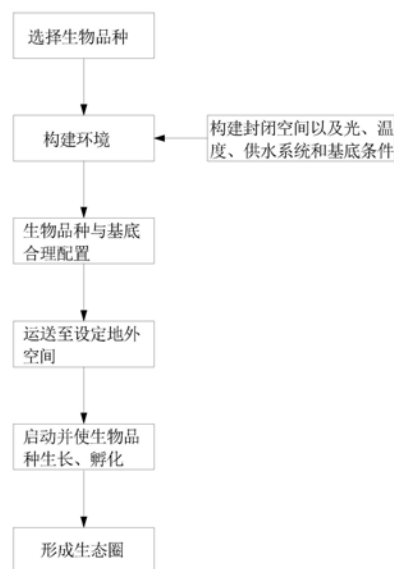 选择生物品种
构建环境
构建封闭空间以及光、温
度、供水系统和基底条件
生物品种与基底
合理配置
运送至设定地外
空间
启动并使生物品
种生长、孵化
形成生态圈